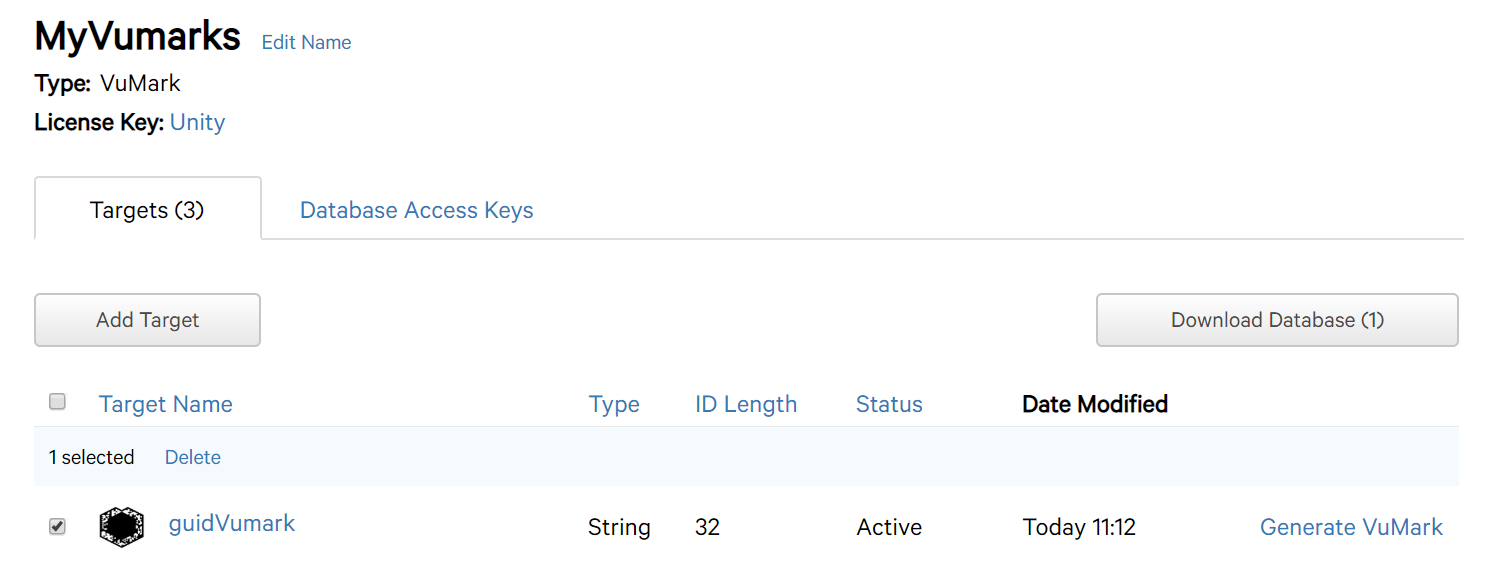 MyVumarks Edit Name
Type: VuMark
License Key: Unity
Targets (3) Database Access Keys
Add Target Download Database (1)
Target Name Type ID Length Status Date Modified
1 selected Delete
guidVumark String 32 Active Today 11:12 Generate VuMark